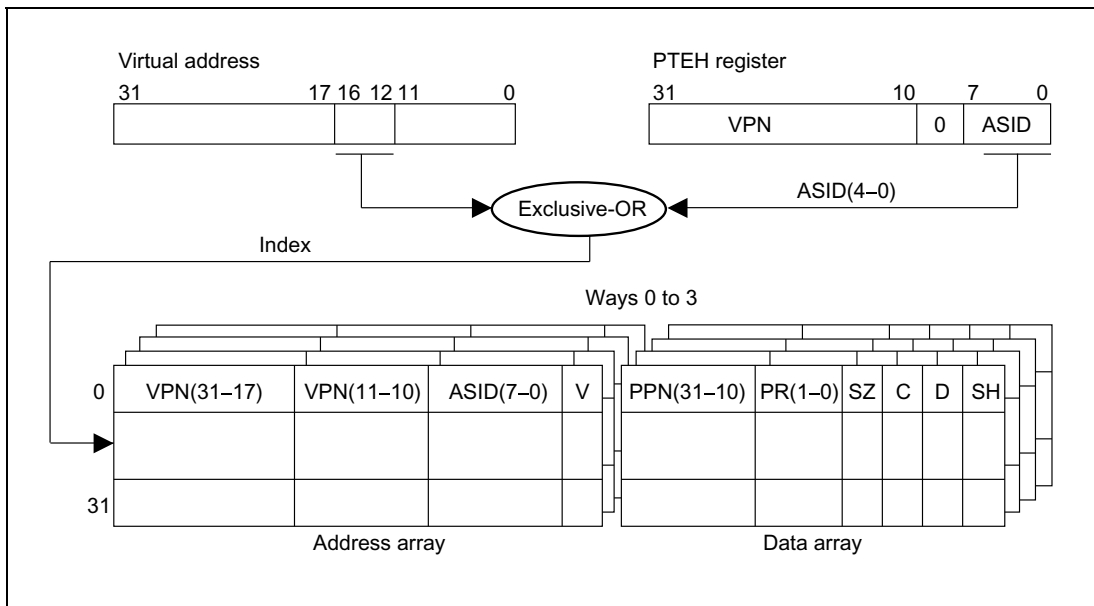 Virtual address
PTEH register
31 17 16 12 11 0
31 10 7 0
VPN 0 ASID
ASID(4–0)
Exclusive-OR
Index
Ways 0 to 3
0 VPN(31–17) VPN(11–10) ASID(7–0) V PPN(31–10) PR(1–0) SZ C D SH
31
Address array
Data array